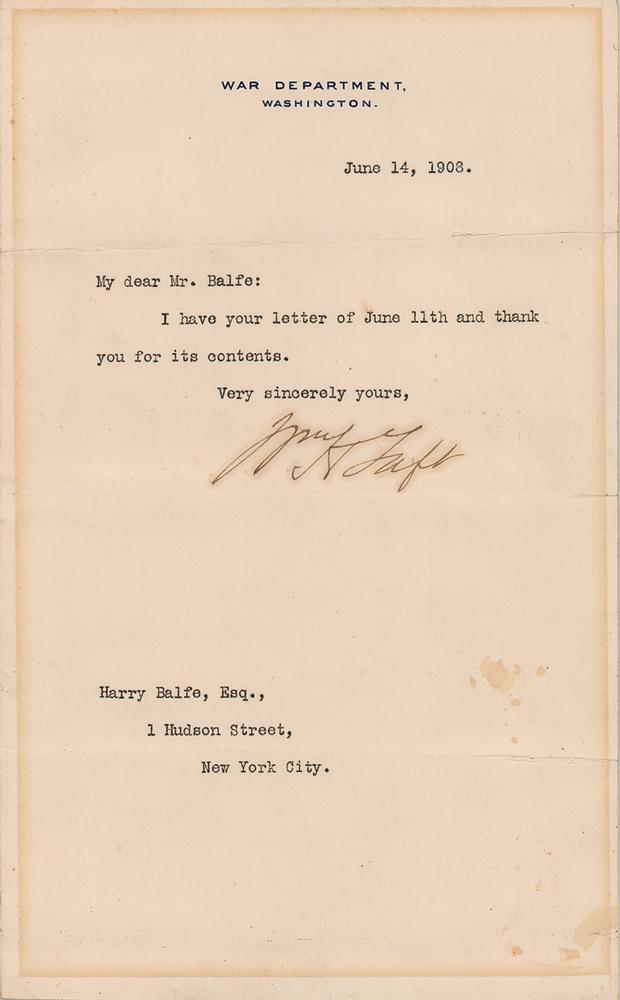 WAR DEPARTMENT,
WASHINGTON.
June 14, 1908.
My dear Mr. Balfe:
I have your letter of June 11th and thank
you for its contents.
Very sincerely yours,
Wm H Taft
Harry Balfe, Esq.,
1 Hudson Street,
New York City.